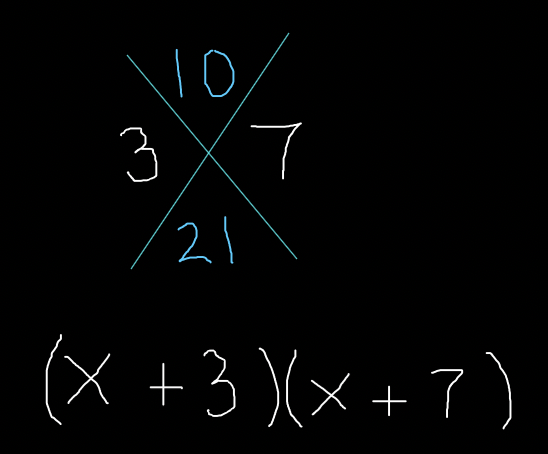 10
3 7
21
(x + 3)(x + 7)